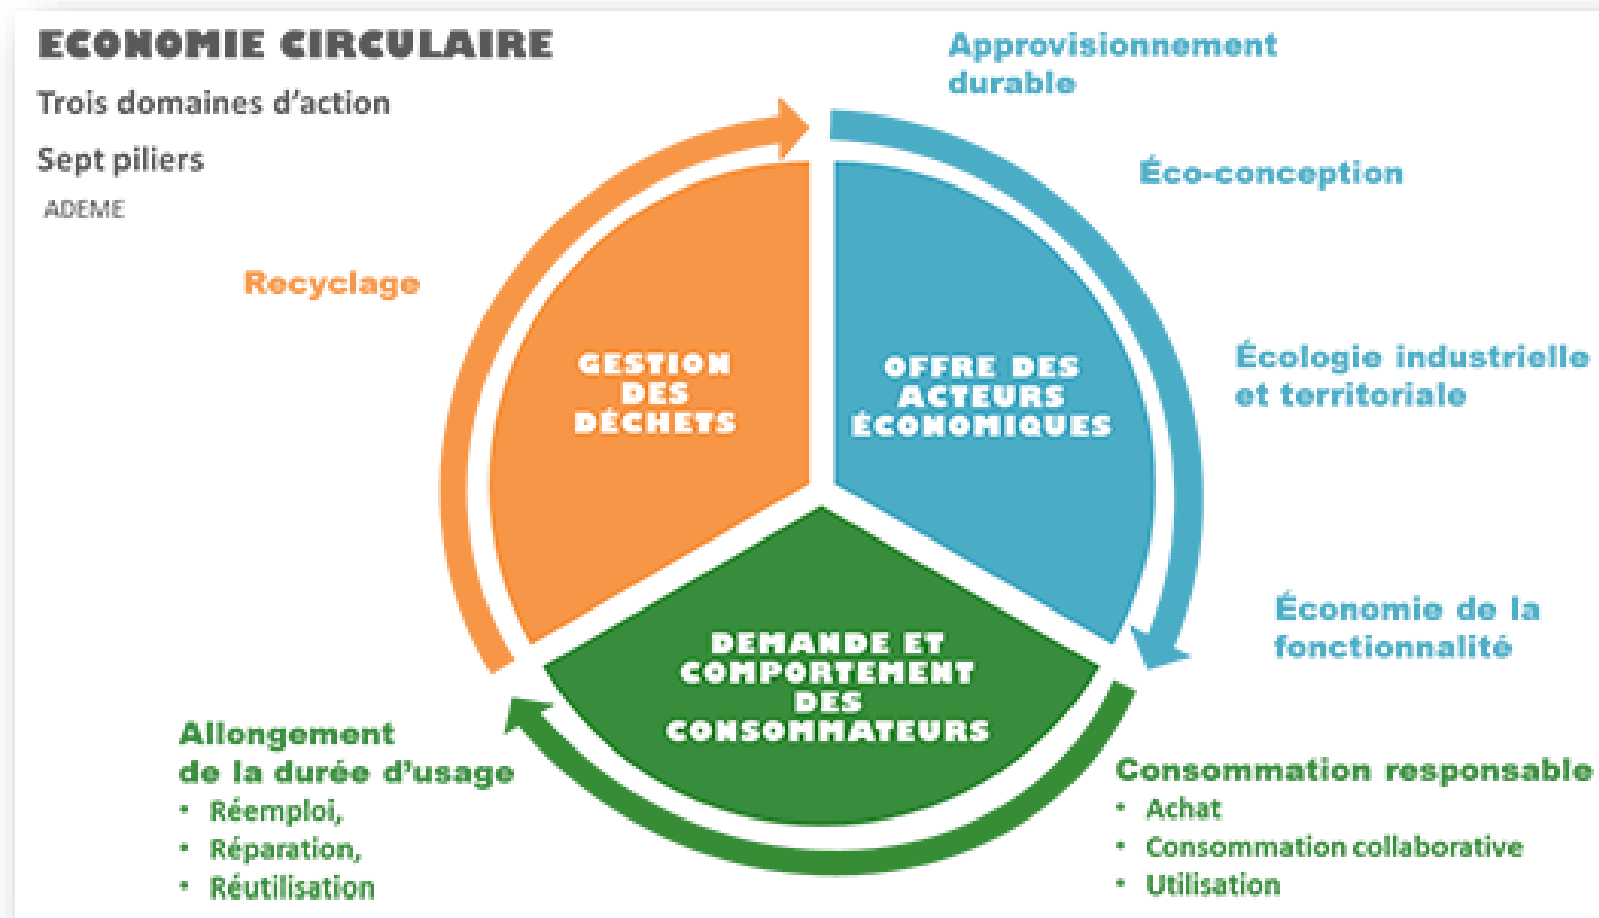 ECONOMIE CIRCULAIRE
Trois domaines d'action
Sept piliers
ADEME
Approvisionnement
durable
Éco-conception
Écologie industrielle
et territoriale
Économie de la
fonctionnalité
Consommation responsable
• Achat
• Consommation collaborative
• Utilisation
Allongement
de la durée d'usage
• Réemploi,
• Réparation,
• Réutilisation
Recyclage
GESTION
DES
DÉCHETS
OFFRE DES
ACTEURS
ÉCONOMIQUES
DEMANDE ET
COMPORTEMENT
DES
CONSOMMATEURS